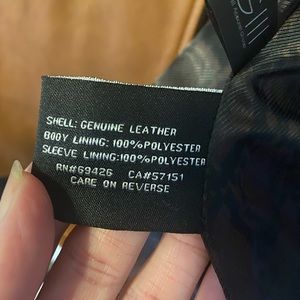 SHELL: GENUINE LEATHER
BODY LINING: 100%POLYESTER
SLEEVE LINING:100%POLYESTER
RN#69426 CA#57151
CARE ON REVERSE